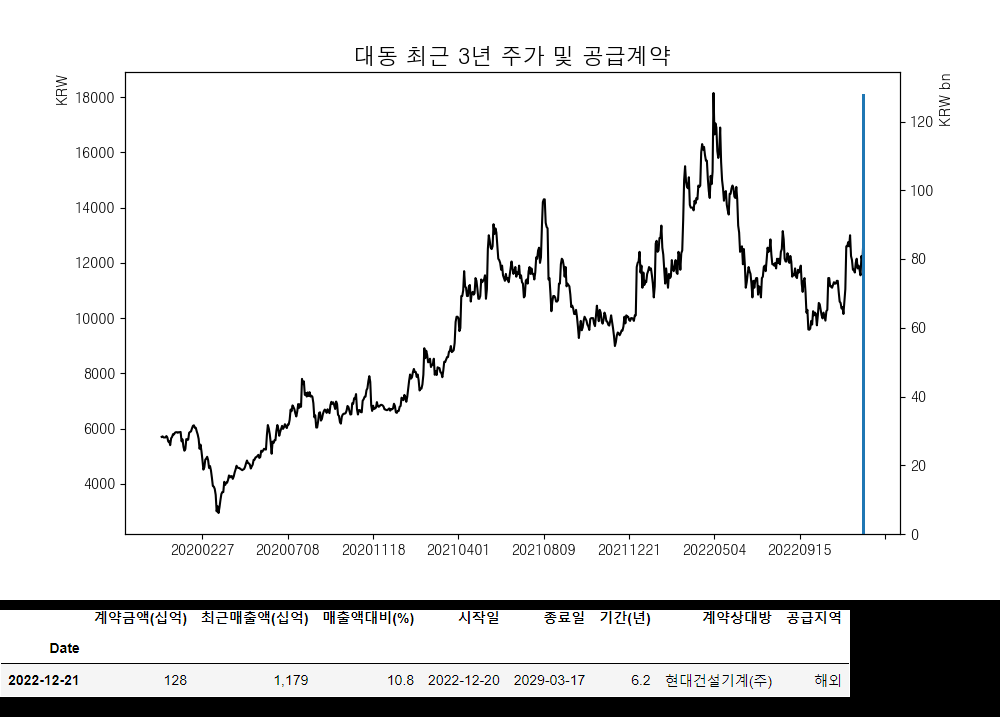 대동 최근 3년 주가 및 공급계약
KRW
KRW bn
18000
16000
14000
12000
10000
8000
6000
4000
120
100
80
60
40
20
0
20200227 20200708 20201118 20210401 20210809 20211221 20220504 20220915
계약금액(십억) 최근매출액(십억) 매출액대비(%) 시작일 종료일 기간(년) 계약상대방 공급지역
Date
2022-12-21 128 1,179 10.8 2022-12-20 2029-03-17 6.2 현대건설기계(주) 해외